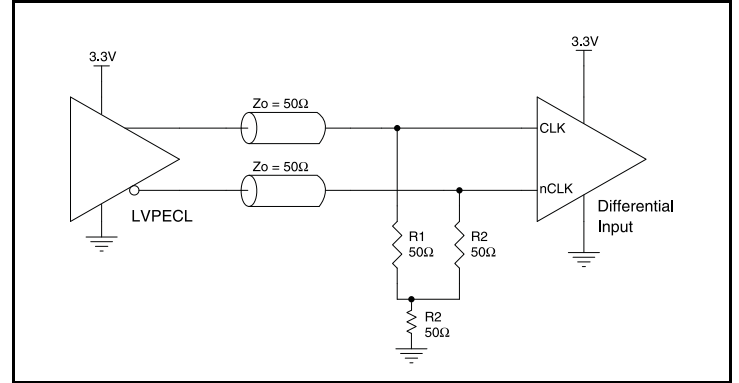 3.3V
3.3V
Zo = 50Ω
CLK
Zo = 50Ω
nCLK
LVPECL
Differential
Input
R1
50Ω
R2
50Ω
R2
50Ω